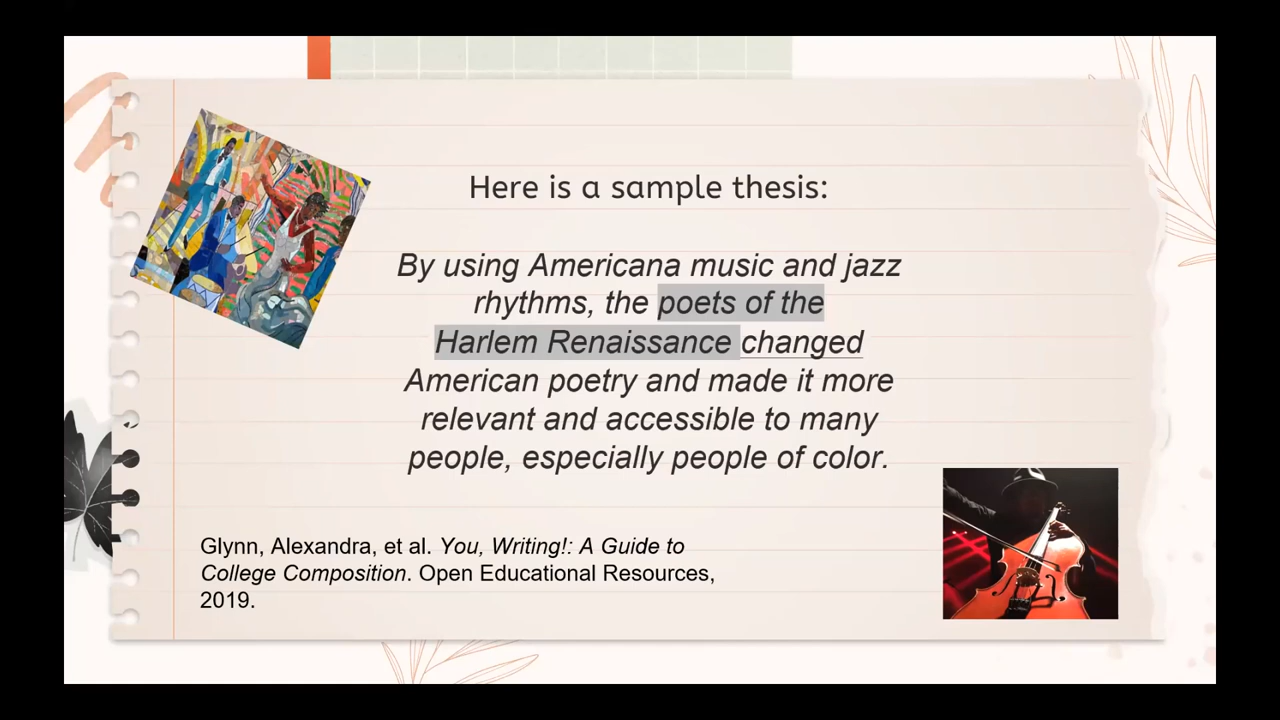 Here is a sample thesis:
By using Americana music and jazz
rhythms, the poets of the
Harlem Renaissance changed
American poetry and made it more
relevant and accessible to many
people, especially people of color.
Glynn, Alexandra, et al. You, Writing!: A Guide to
College Composition. Open Educational Resources,
2019.